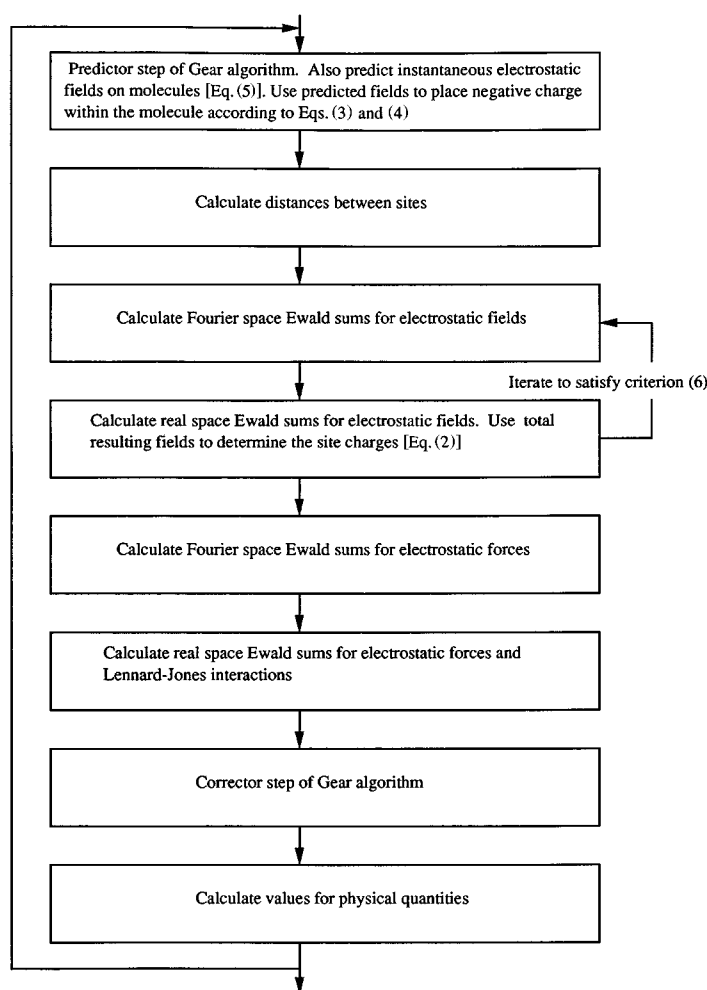 Predictor step of Gear algorithm. Also predict instantaneous electrostatic
fields on molecules [Eq. (5)]. Use predicted fields to place negative charge
within the molecule according to Eqs. (3) and (4)
Calculate distances between sites
Calculate Fourier space Ewald sums for electrostatic fields
Iterate to satisfy criterion (6)
Calculate real space Ewald sums for electrostatic fields. Use total
resulting fields to determine the site charges [Eq. (2)]
Calculate Fourier space Ewald sums for electrostatic forces
Calculate real space Ewald sums for electrostatic forces and
Lennard-Jones interactions
Corrector step of Gear algorithm
Calculate values for physical quantities